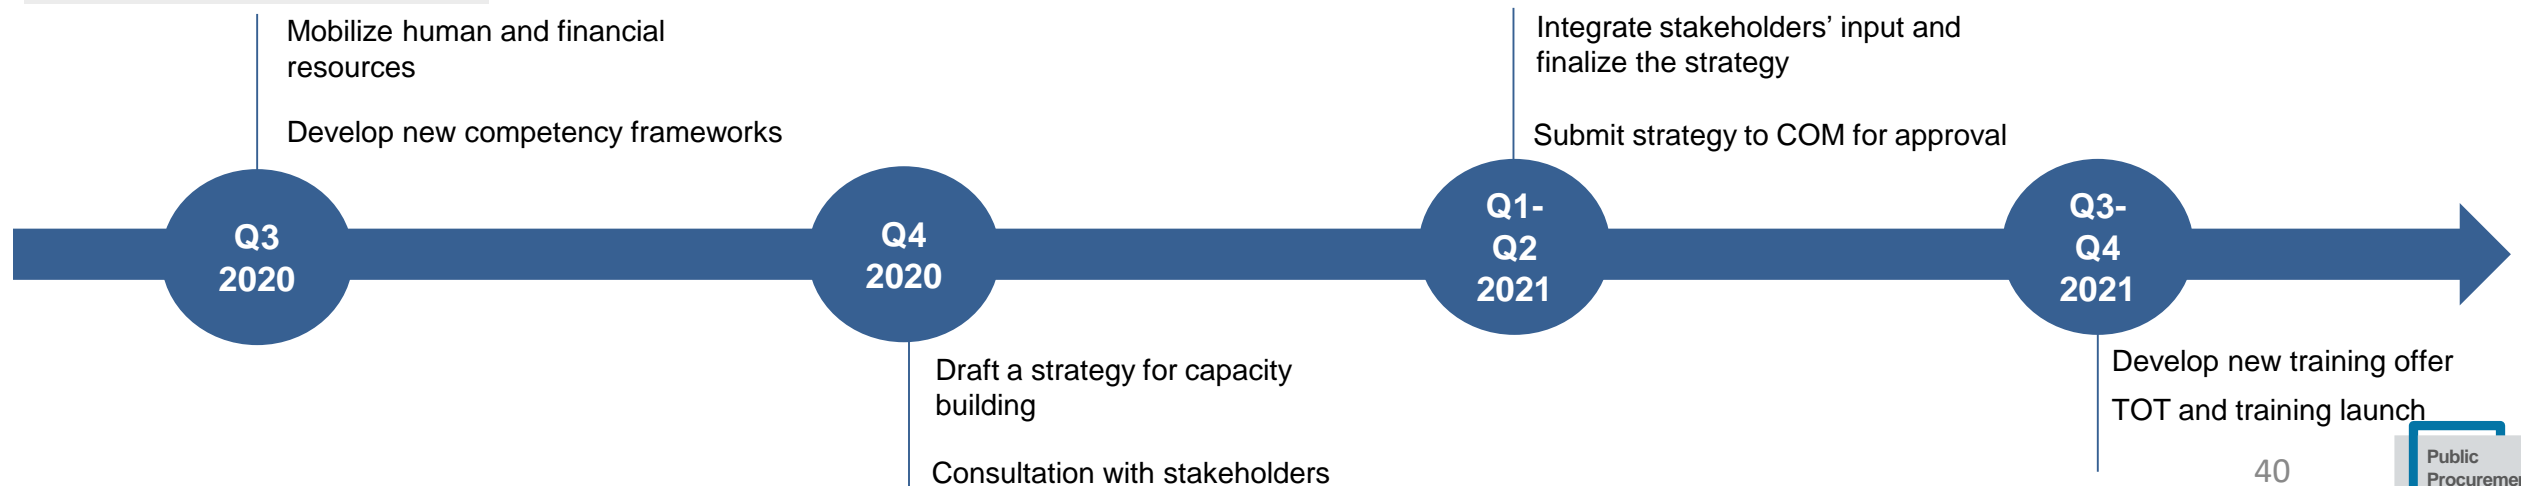 Mobilize human and financial
resources
Develop new competency frameworks
Integrate stakeholders’ input and
finalize the strategy
Submit strategy to COM for approval
Q3
2020
Q4
2020
Q1-
Q2
2021
Q3-
Q4
2021
Draft a strategy for capacity
building
Consultation with stakeholders
Develop new training offer
TOT and training launch
40
Public